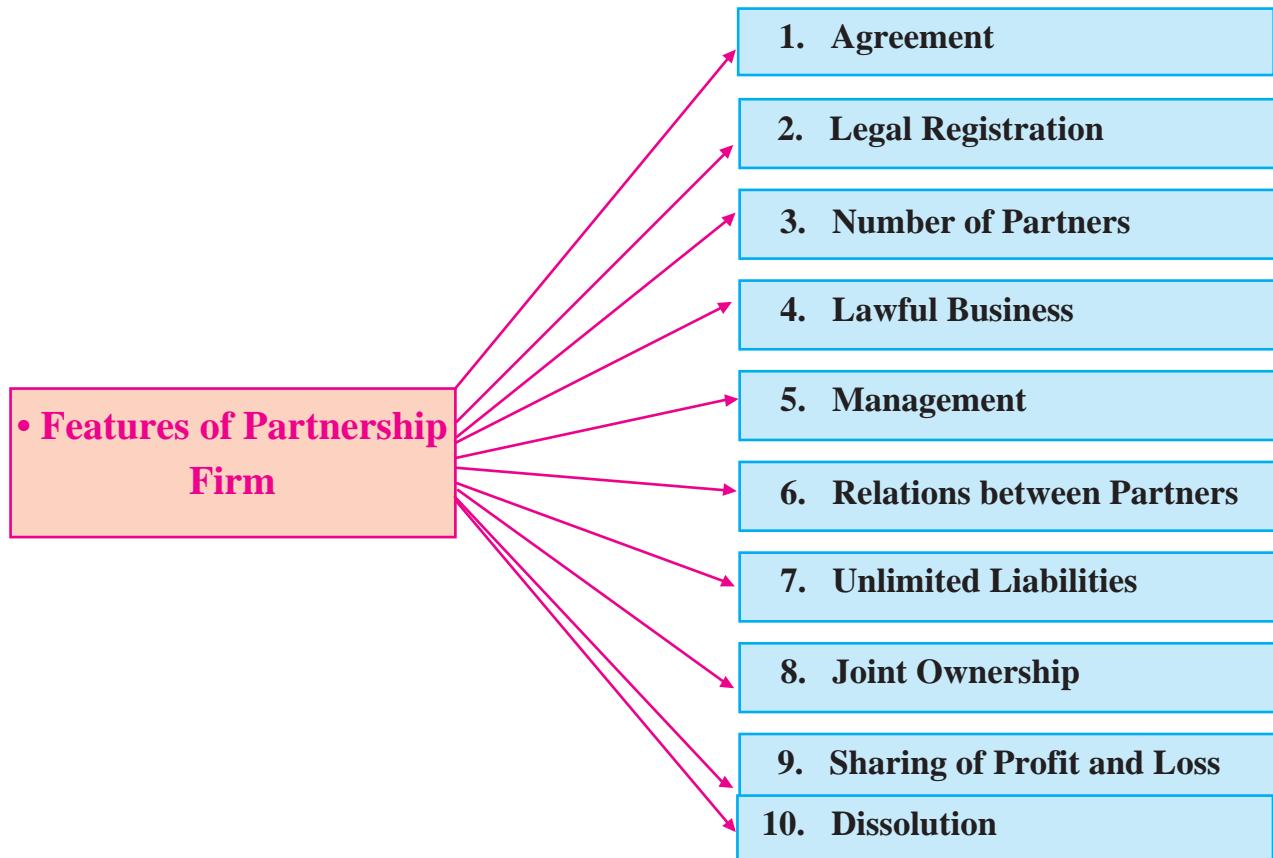 • Features of Partnership
Firm
1. Agreement
2. Legal Registration
3. Number of Partners
4. Lawful Business
5. Management
6. Relations between Partners
7. Unlimited Liabilities
8. Joint Ownership
9. Sharing of Profit and Loss
10. Dissolution